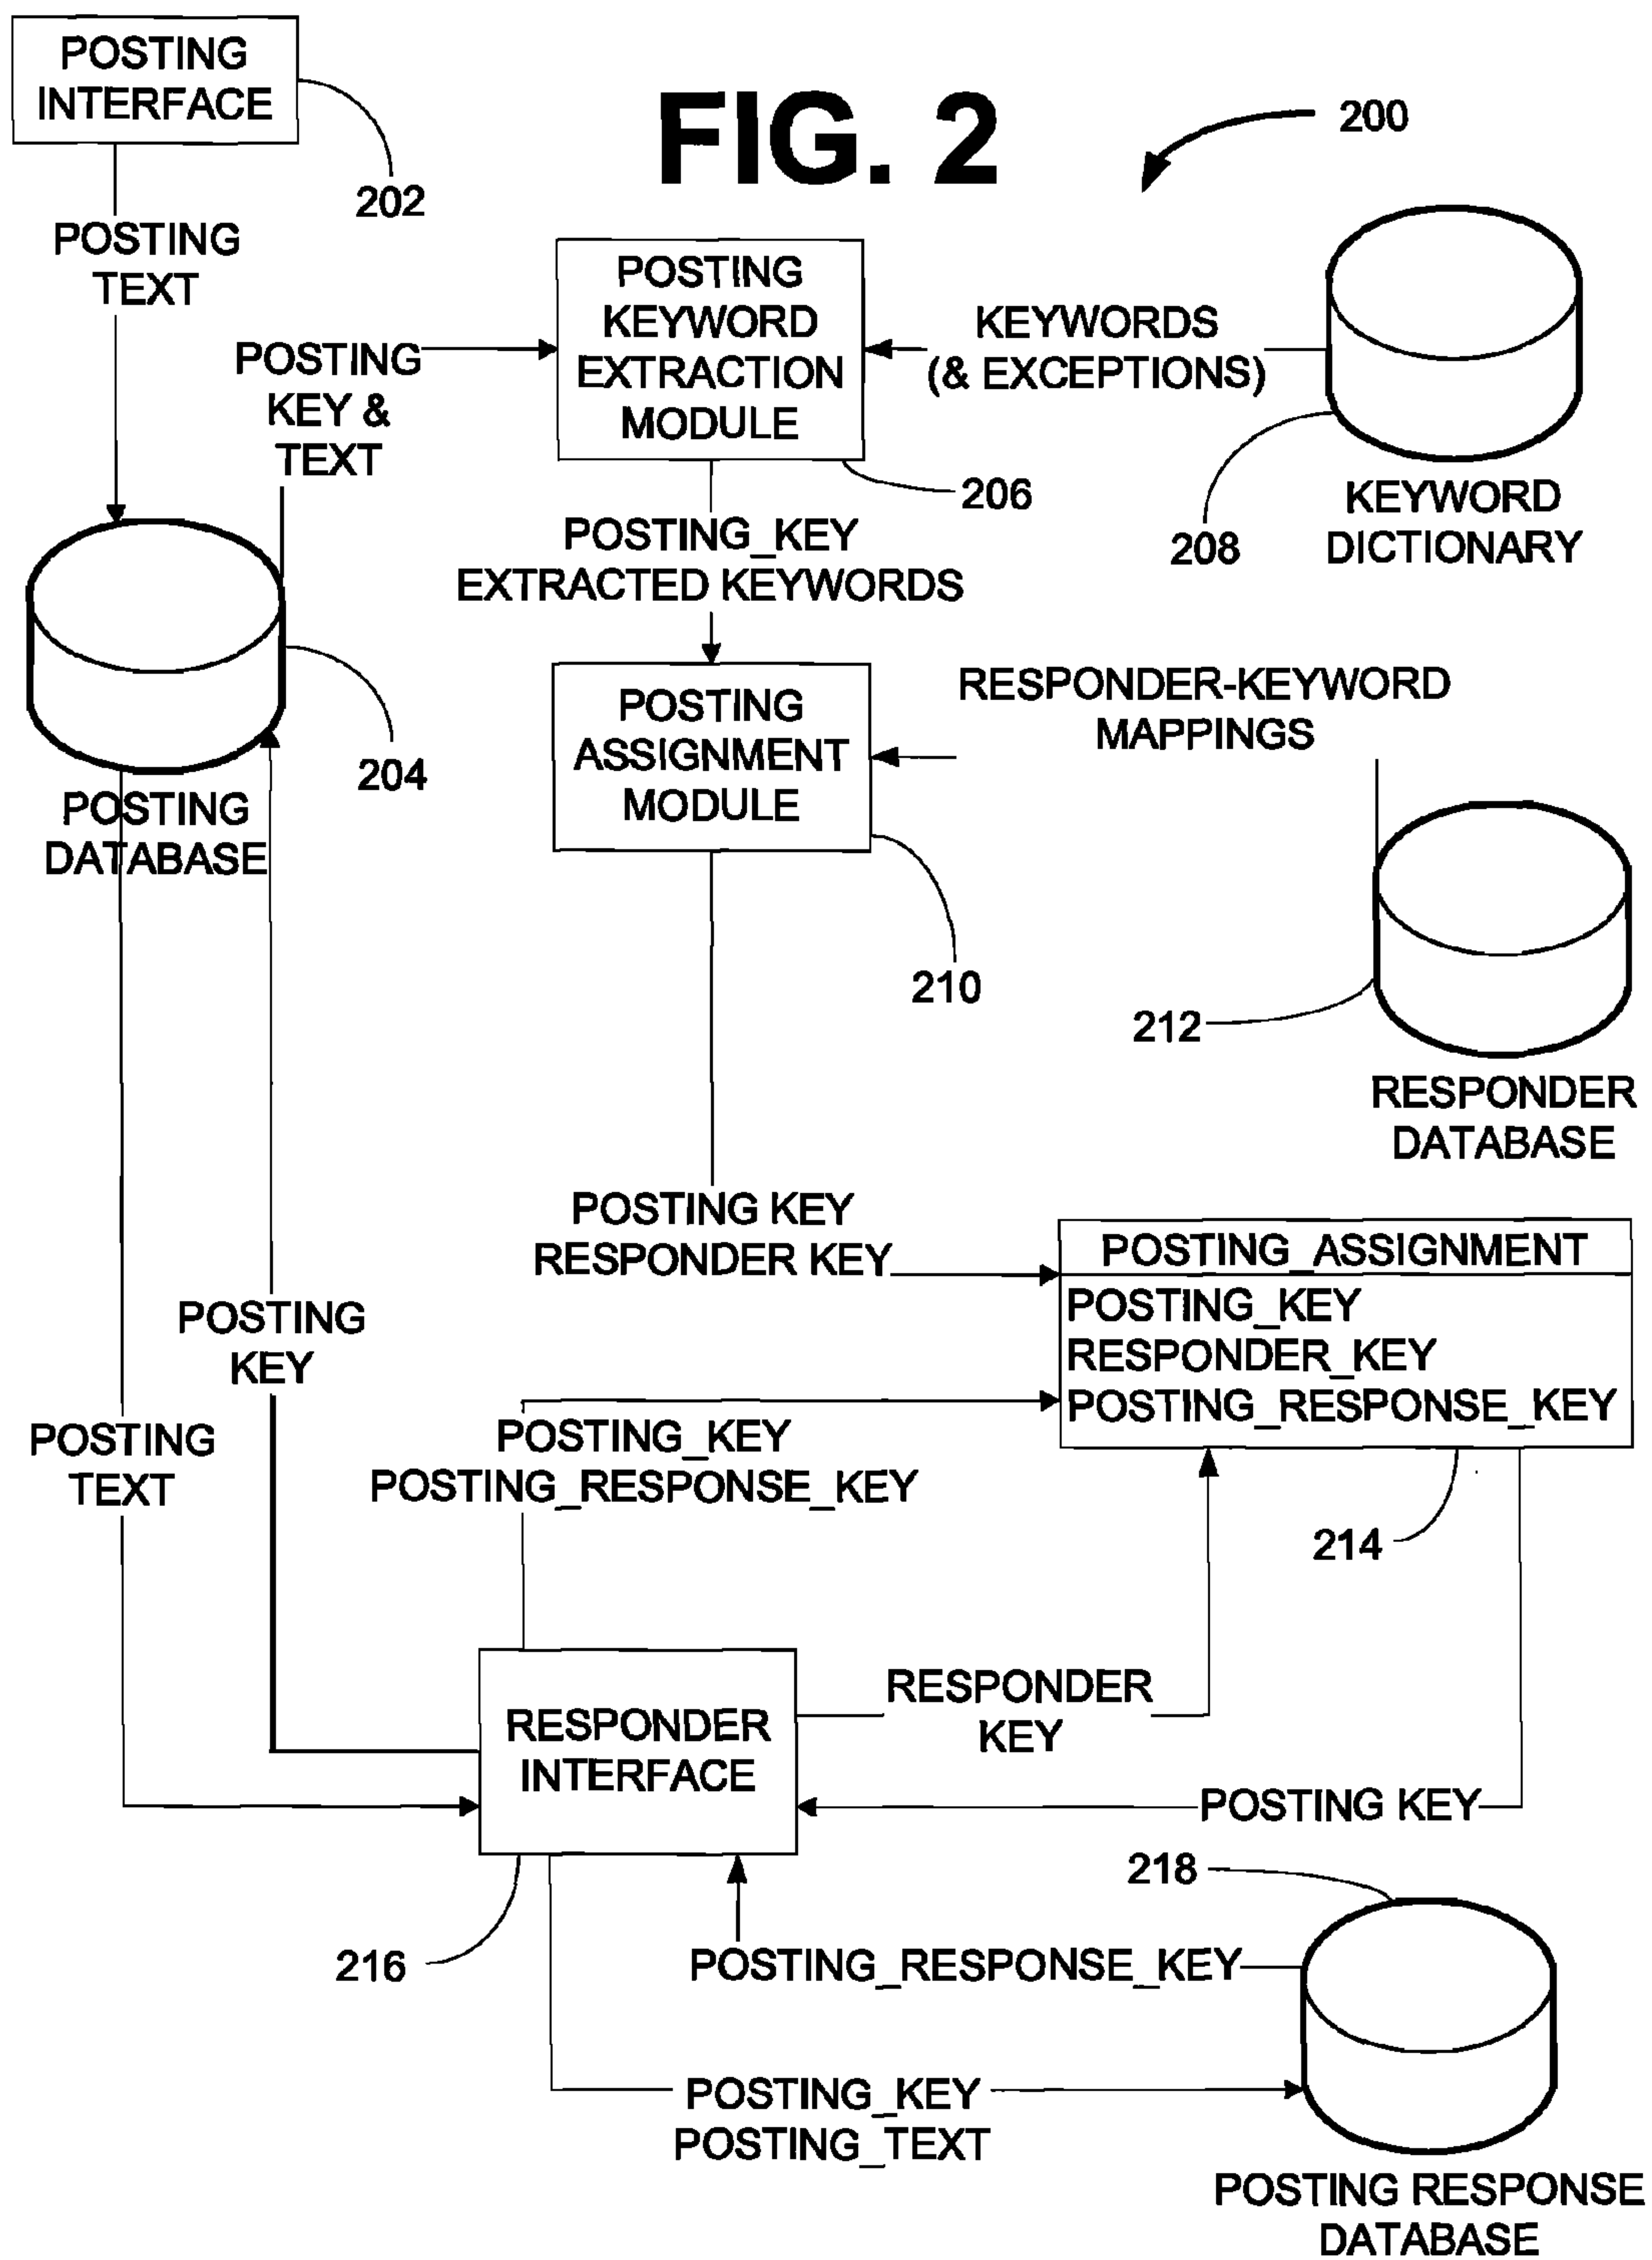 POSTING
INTERFACE
FIG. 2
200
202
POSTING
TEXT
POSTING
KEYWORD
EXTRACTION
MODULE
KEYWORDS
(& EXCEPTIONS)
POSTING
KEY &
TEXT
206
KEYWORD
DICTIONARY
208
POSTING_KEY
EXTRACTED KEYWORDS
POSTING
ASSIGNMENT
MODULE
RESPONDER-KEYWORD
MAPPINGS
204
POSTING
DATABASE
210
212
RESPONDER
DATABASE
POSTING KEY
RESPONDER KEY
POSTING_ASSIGNMENT
POSTING_KEY
RESPONDER_KEY
POSTING_RESPONSE_KEY
POSTING
KEY
POSTING
TEXT
POSTING_KEY
POSTING_RESPONSE_KEY
214
RESPONDER
INTERFACE
RESPONDER
KEY
POSTING KEY
218
216
POSTING_RESPONSE_KEY
POSTING_KEY
POSTING_TEXT
POSTING RESPONSE
DATABASE